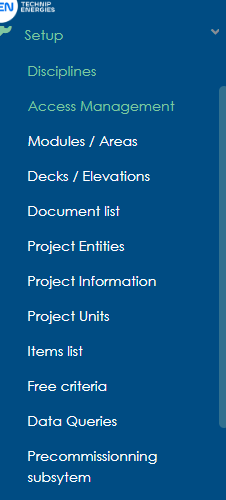 EN TECHNIP
ENERGIES
Setup
Disciplines
Access Management
Modules / Areas
Decks / Elevations
Document list
Project Entities
Project Information
Project Units
Items list
Free criteria
Data Queries
Precommissionning
subsytem